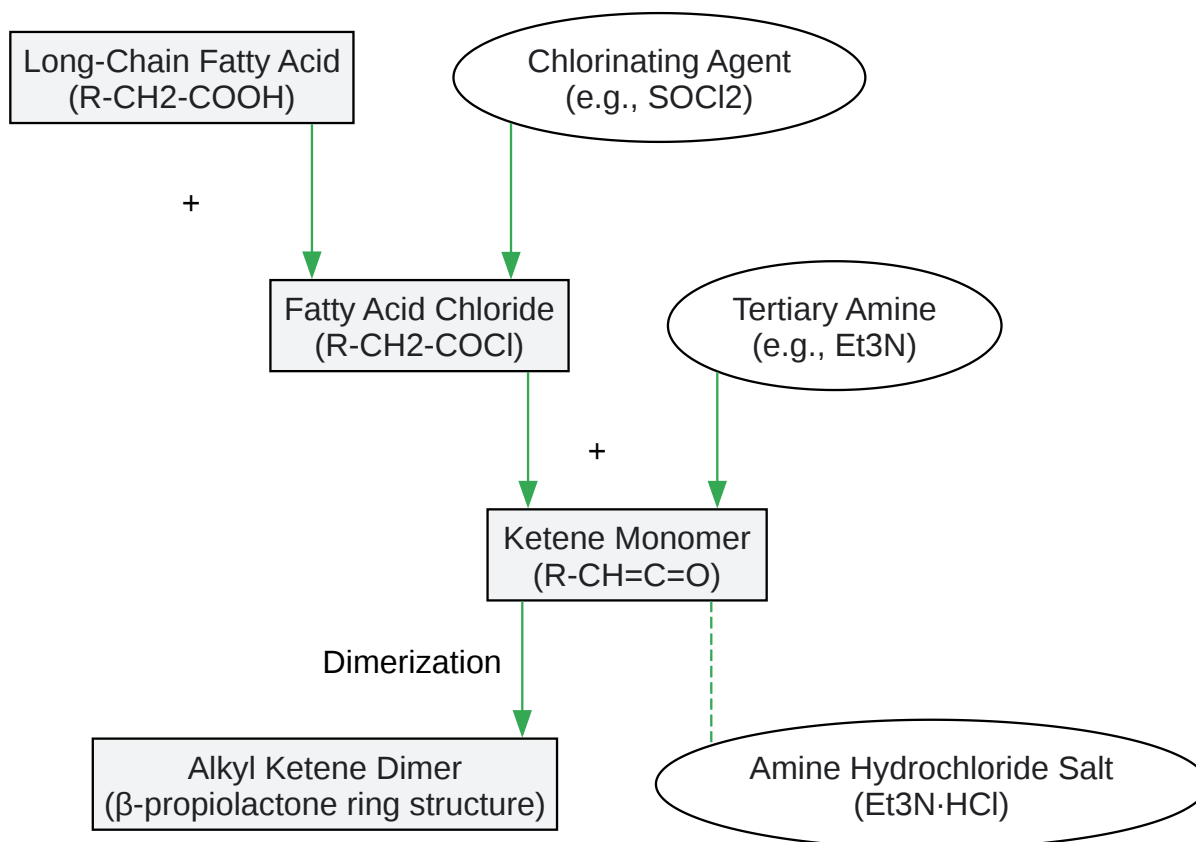 Long-Chain Fatty Acid
(R-CH2-COOH)
Chlorinating Agent
(e.g., SOCl2)
+
Fatty Acid Chloride
(R-CH2-COCl)
Tertiary Amine
(e.g., Et3N)
+
Ketene Monomer
(R-CH=C=O)
Dimerization
Alkyl Ketene Dimer
(β-propiolactone ring structure)
Amine Hydrochloride Salt
(Et3N·HCl)